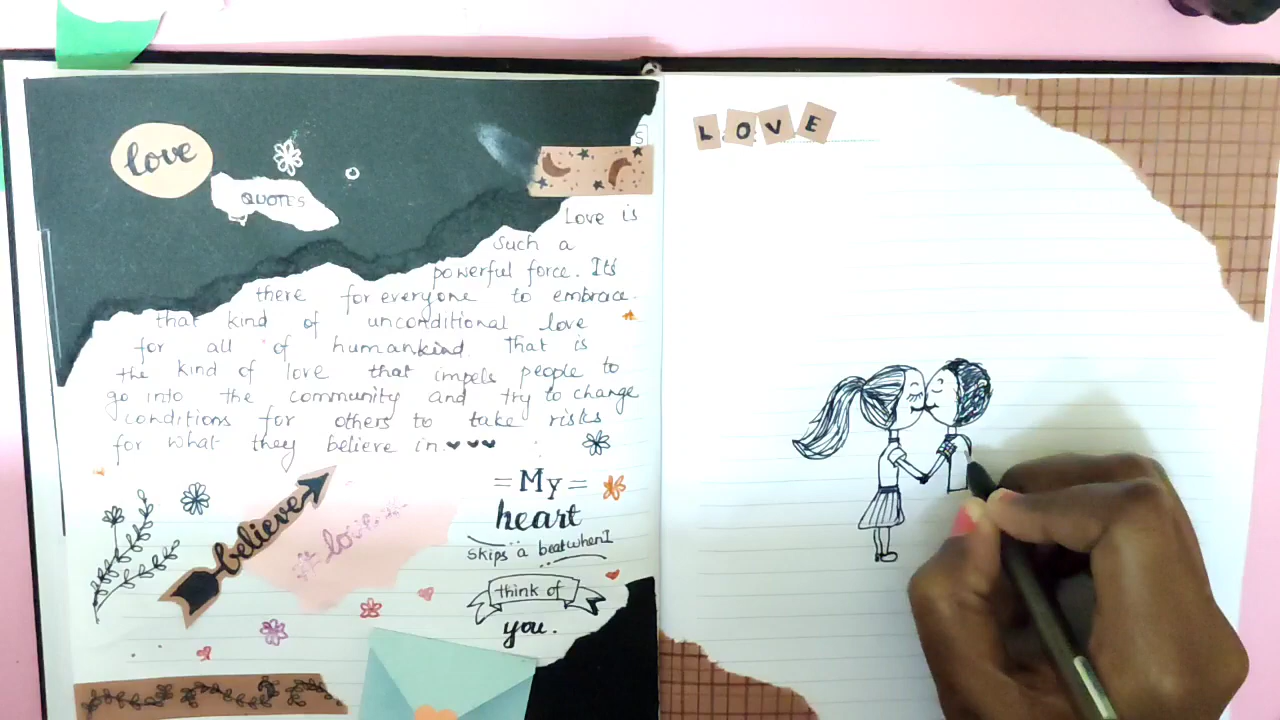 love
QUOTES
S
Love is
such a
powerful force. It's
there for everyone to embrace.
that kind of unconditional love
for all of humankind. That is
the kind of love that impels people to
go into the community and try to change
conditions for others to take risks
for what they believe in.
believe
love
= My =
heart
skips a beat when I
think of
you.
LOVE